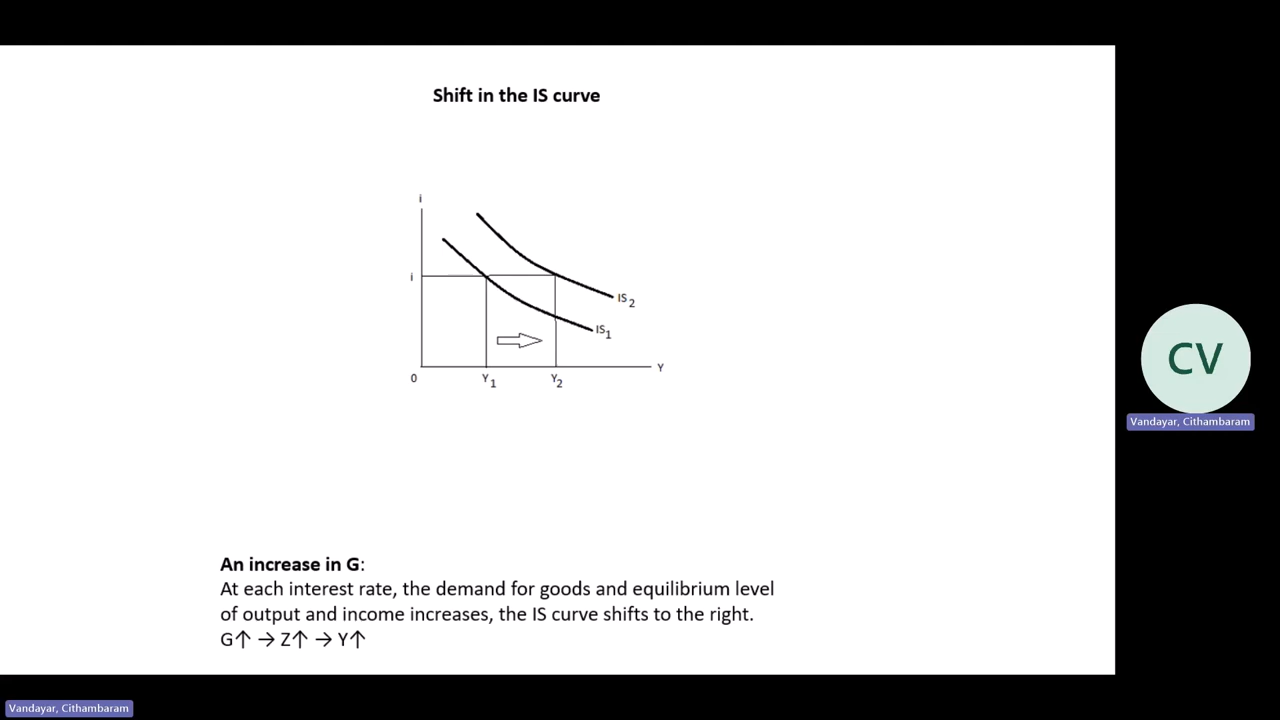 Shift in the IS curve
i
i
IS2
IS1
Y
0
Y1
Y2
CV
Vandayar, Cithambaram
An increase in G:
At each interest rate, the demand for goods and equilibrium level
of output and income increases, the IS curve shifts to the right.
G↑ → Z↑ → Y↑
Vandayar, Cithambaram